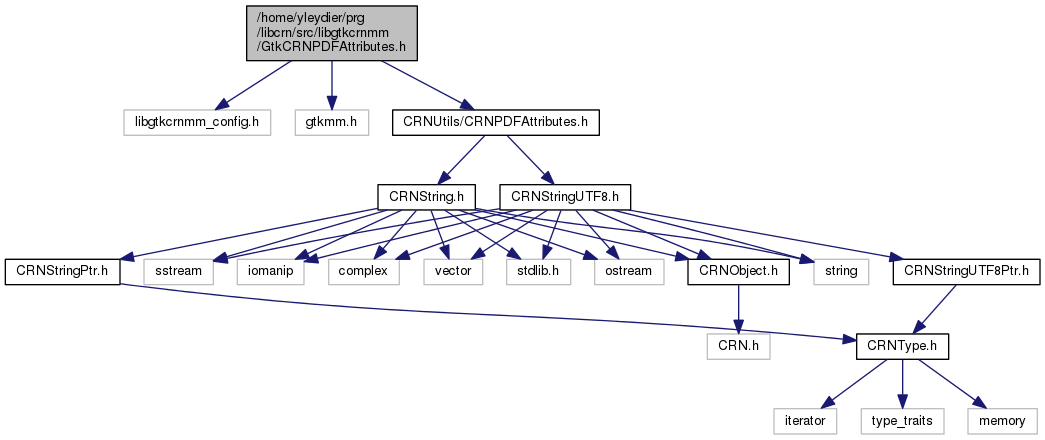 /home/yleydier/prg
/libcrn/src/libgtkcrnmm
/GtkCRNPDFAttributes.h
libgtkcrnmm_config.h
gtkmm.h
CRNUtils/CRNPDFAttributes.h
CRNString.h
CRNStringUTF8.h
CRNStringPtr.h
sstream
iomanip
complex
vector
stdlib.h
ostream
CRNObject.h
string
CRNStringUTF8Ptr.h
CRN.h
CRNType.h
iterator
type_traits
memory